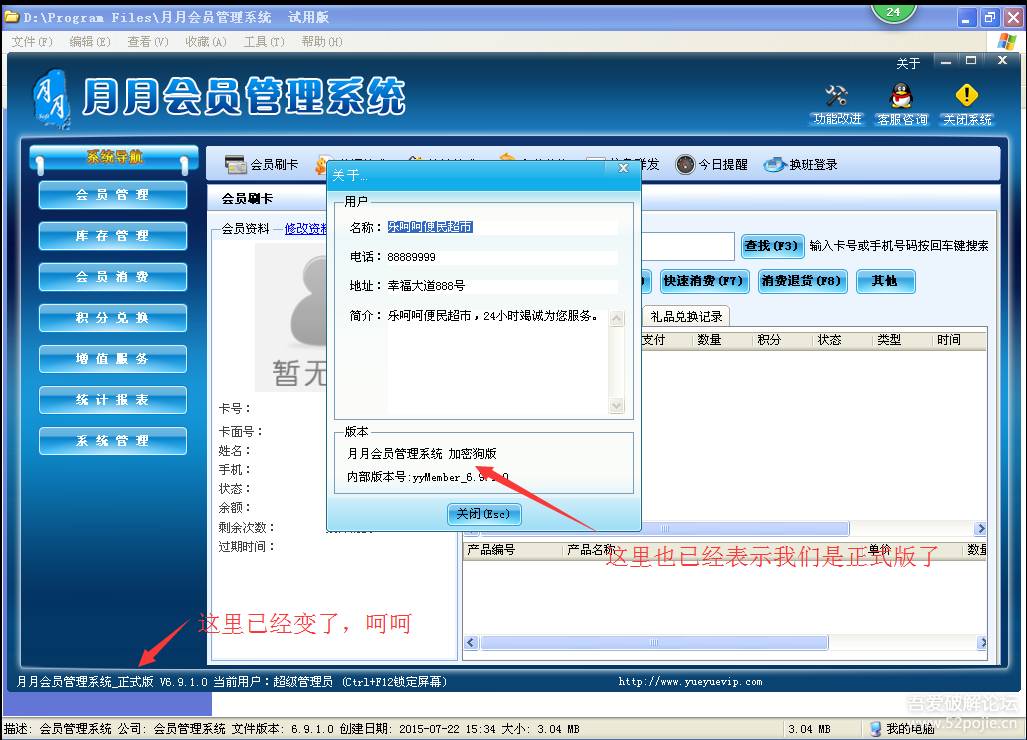 D:\Program Files\月月会员管理系统 试用版
24
文件(F) 编辑(E) 查看(V) 收藏(A) 工具(T) 帮助(H)
关于
月月
月月会员管理系统
功能改进 客服咨询 关闭系统
系统导航
会员管理
库存管理
会员消费
积分兑换
增值服务
统计报表
系统管理
会员刷卡
群发 今日提醒 换班登录
会员刷卡
会员资料 修改资料
查找(F3) 输入卡号或手机号码按回车键搜索
快速消费(F7) 消费退货(F8) 其他
礼品兑换记录
支付 数量 积分 状态 类型 时间
暂无
卡号：
卡面号：
姓名：
手机：
状态：
余额：
剩余次数：
过期时间：
关于...
用户
名称： 乐呵呵便民超市
电话： 88889999
地址： 幸福大道888号
简介： 乐呵呵便民超市，24小时竭诚为您服务。
版本
月月会员管理系统 加密狗版
内部版本号:yyMember_6.9.1.0
关闭(Esc)
产品编号 产品名称 单价 数量
这里也已经表示我们是正式版了
这里已经变了，呵呵
月月会员管理系统_正式版 V6.9.1.0 当前用户：超级管理员 (Ctrl+F12锁定屏幕)
http://www.yueyuevip.com
吾爱破解论坛
www.52pojie.cn
描述: 会员管理系统 公司: 会员管理系统 文件版本: 6.9.1.0 创建日期: 2015-07-22 15:34 大小: 3.04 MB
3.04 MB
我的电脑